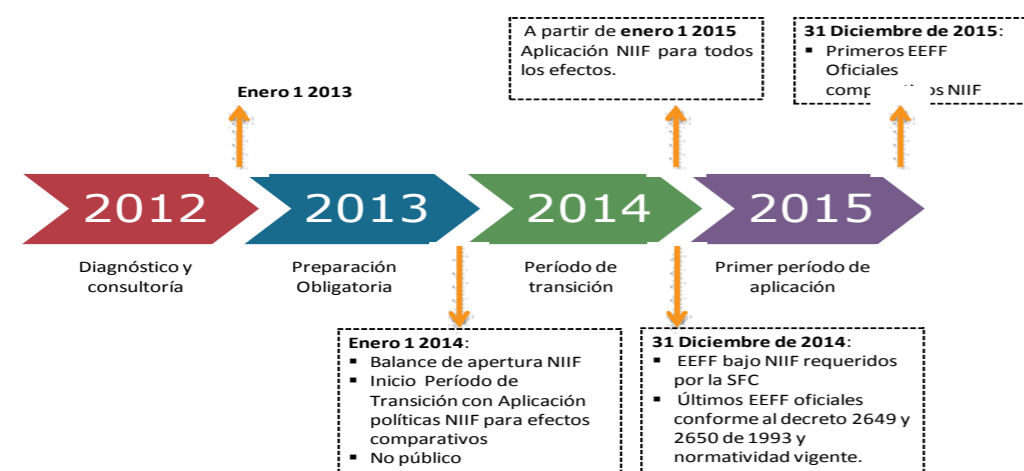 A partir de enero 1 2015
Aplicación NIIF para todos
los efectos.
31 Diciembre de 2015:
▪ Primeros EEFF
Oficiales
NIIF
Enero 1 2013
2012
2013
2014
2015
Diagnóstico y
consultoría
Preparación
Obligatoria
Período de
transición
Primer período de
aplicación
Enero 1 2014:
▪ Balance de apertura NIIF
▪ Inicio Período de
Transición con Aplicación
políticas NIIF para efectos
comparativos
▪ No público
31 Diciembre de 2014:
▪ EEFF bajo NIIF requeridos
por la SFC
▪ Últimos EEFF oficiales
conforme al decreto 2649 y
2650 de 1993 y
normatividad vigente.